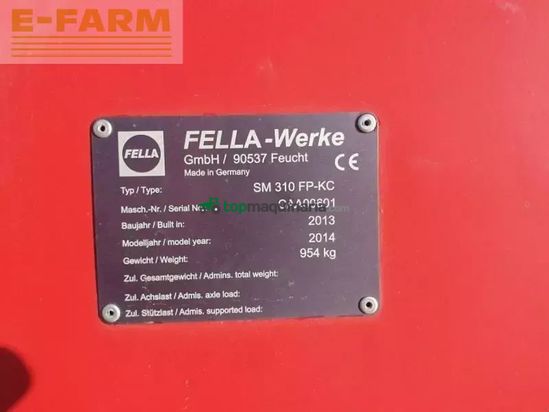 E-FARM
FELLA
FELLA-Werke
GmbH / 90537 Feucht
Made in Germany
CE
Typ / Type: SM 310 FP-KC
Masch.-Nr. / Serial No.:
topmaquinaria.com
Baujahr / Built in: 2013
Modelljahr / model year: 2014
Gewicht / Weight: 954 kg
Zul. Gesamtgewicht / Admins. total weight:
Zul. Achslast / Admis. axle load:
Zul. Stützlast / Admis. supported load: